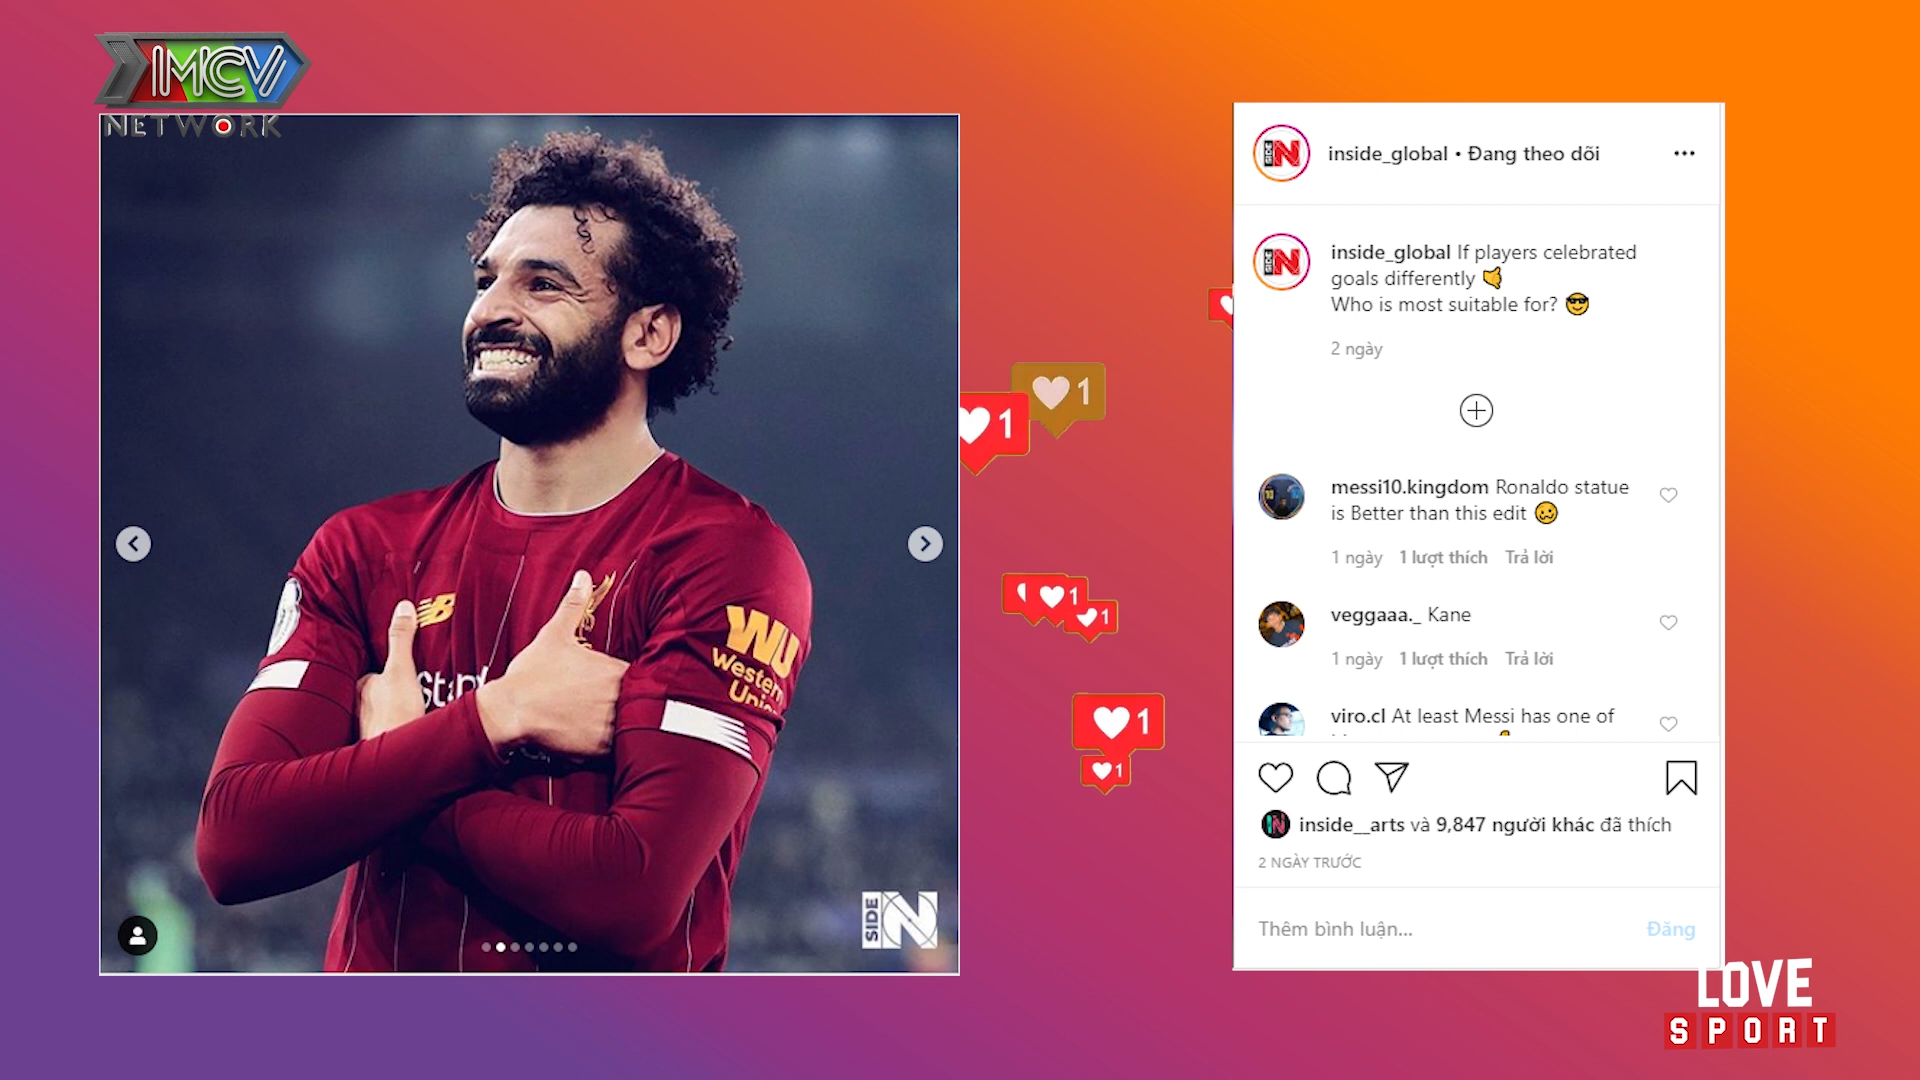 MCV
NETWORK
NB
WU
Western
SIDE N
inside_global • Đang theo dõi
inside_global If players celebrated
goals differently
Who is most suitable for?
2 ngày
messi10.kingdom Ronaldo statue
is Better than this edit
1 ngày 1 lượt thích Trả lời
veggaaa._ Kane
1 ngày 1 lượt thích Trả lời
viro.cl At least Messi has one of
inside__arts và 9,847 người khác đã thích
2 NGÀY TRƯỚC
Thêm bình luận... Đăng
1
1
1
1
1
1
LOVE
SPORT